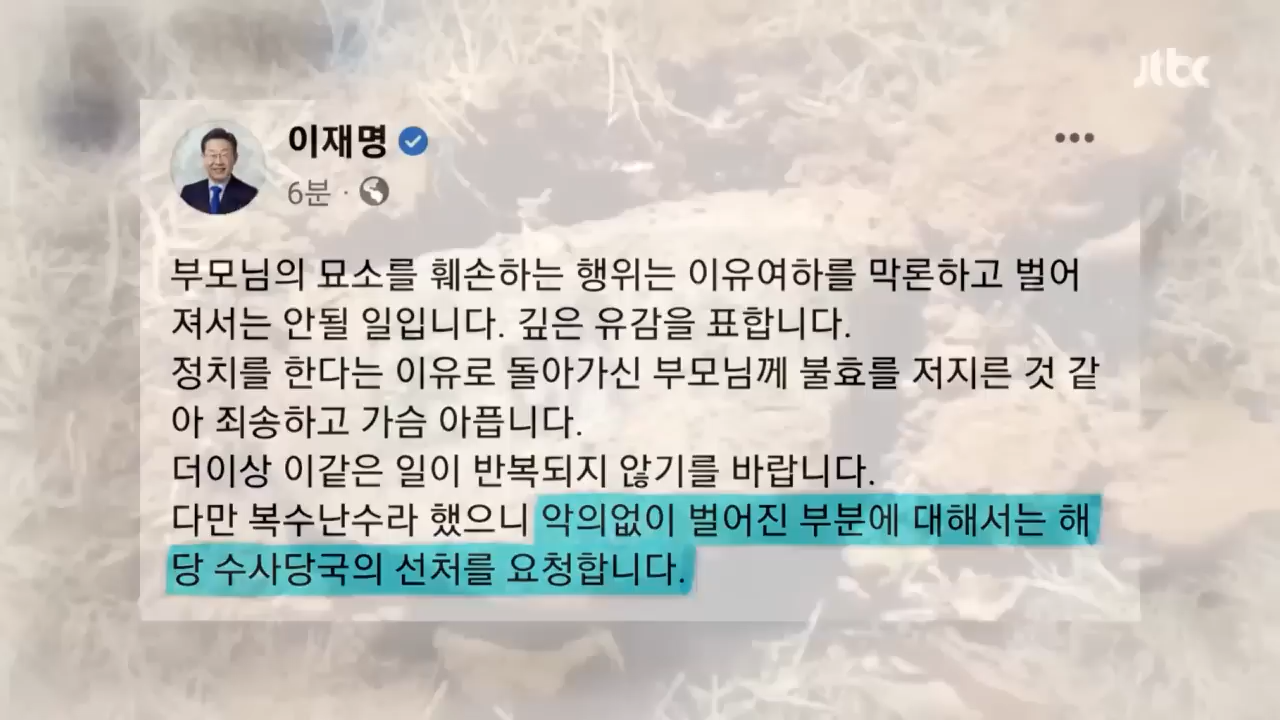 jtbc
이재명
6분 ·
부모님의 묘소를 훼손하는 행위는 이유여하를 막론하고 벌어
져서는 안될 일입니다. 깊은 유감을 표합니다.
정치를 한다는 이유로 돌아가신 부모님께 불효를 저지른 것 같
아 죄송하고 가슴 아픕니다.
더이상 이같은 일이 반복되지 않기를 바랍니다.
다만 복수난수라 했으니 악의없이 벌어진 부분에 대해서는 해
당 수사당국의 선처를 요청합니다.